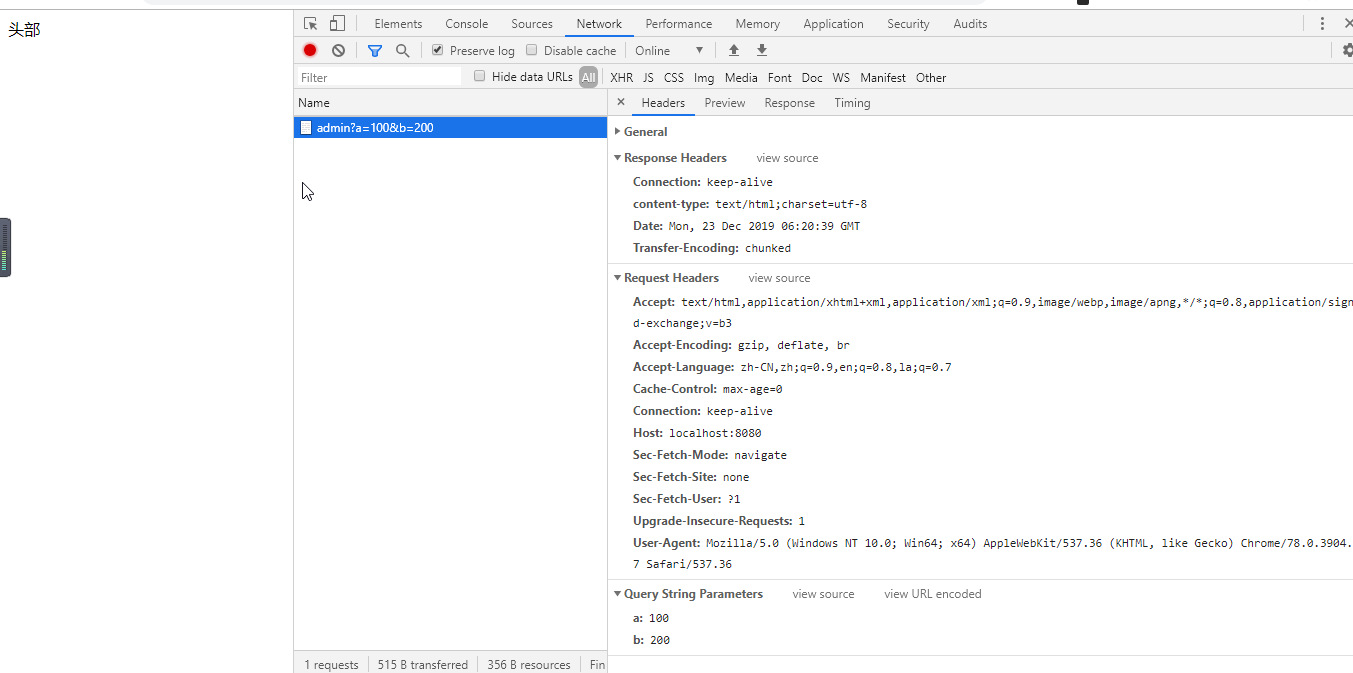 头部
Elements Console Sources Network Performance Memory Application Security Audits
Preserve log Disable cache Online
Filter Hide data URLs All XHR JS CSS Img Media Font Doc WS Manifest Other
Name
Headers Preview Response Timing
admin?a=100&b=200
General
Response Headers view source
Connection: keep-alive
content-type: text/html;charset=utf-8
Date: Mon, 23 Dec 2019 06:20:39 GMT
Transfer-Encoding: chunked
Request Headers view source
Accept: text/html,application/xhtml+xml,application/xml;q=0.9,image/webp,image/apng,*/*;q=0.8,application/sign
d-exchange;v=b3
Accept-Encoding: gzip, deflate, br
Accept-Language: zh-CN,zh;q=0.9,en;q=0.8,la;q=0.7
Cache-Control: max-age=0
Connection: keep-alive
Host: localhost:8080
Sec-Fetch-Mode: navigate
Sec-Fetch-Site: none
Sec-Fetch-User: ?1
Upgrade-Insecure-Requests: 1
User-Agent: Mozilla/5.0 (Windows NT 10.0; Win64; x64) AppleWebKit/537.36 (KHTML, like Gecko) Chrome/78.0.3904.
7 Safari/537.36
Query String Parameters view source view URL encoded
a: 100
b: 200
1 requests 515 B transferred 356 B resources Fin